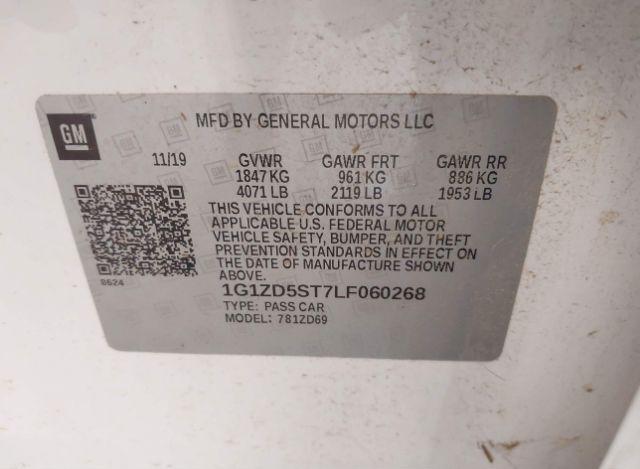 GM
MFD BY GENERAL MOTORS LLC
11/19 GVWR GAWR FRT GAWR RR
1847 KG 961 KG 886 KG
4071 LB 2119 LB 1953 LB
THIS VEHICLE CONFORMS TO ALL
APPLICABLE U.S. FEDERAL MOTOR
VEHICLE SAFETY, BUMPER, AND THEFT
PREVENTION STANDARDS IN EFFECT ON
THE DATE OF MANUFACTURE SHOWN
ABOVE.
8624
1G1ZD5ST7LF060268
TYPE: PASS CAR
MODEL: 781ZD69